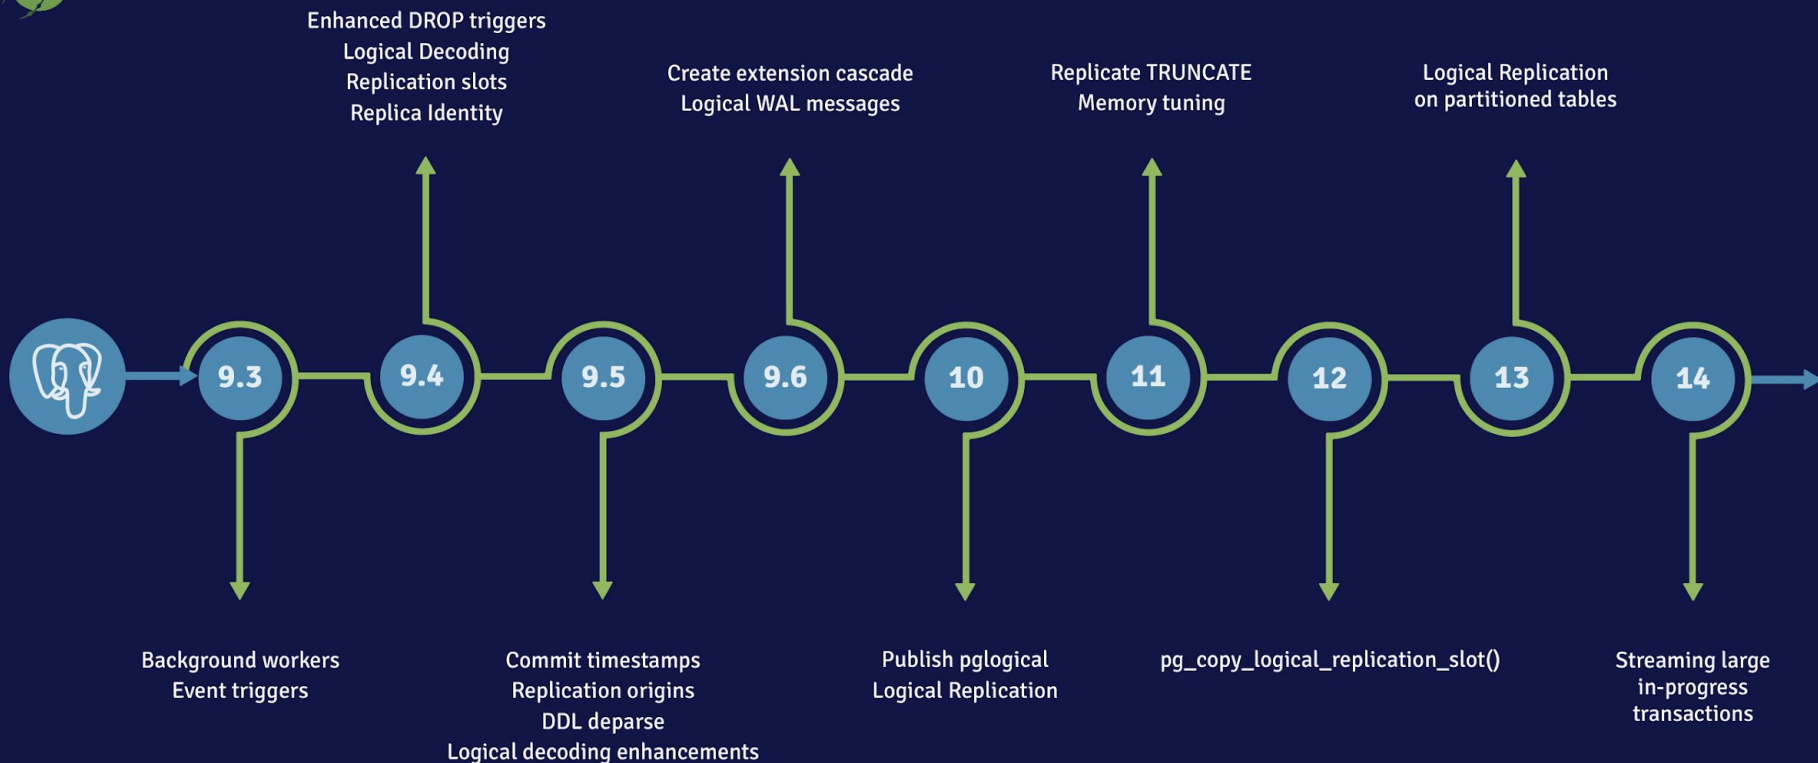 Enhanced DROP triggers
Logical Decoding
Replication slots
Replica Identity
Create extension cascade
Logical WAL messages
Replicate TRUNCATE
Memory tuning
Logical Replication
on partitioned tables
9.3
9.4
9.5
9.6
10
11
12
13
14
Background workers
Event triggers
Commit timestamps
Replication origins
DDL deparse
Logical decoding enhancements
Publish pglogical
Logical Replication
pg_copy_logical_replication_slot()
Streaming large
in-progress
transactions